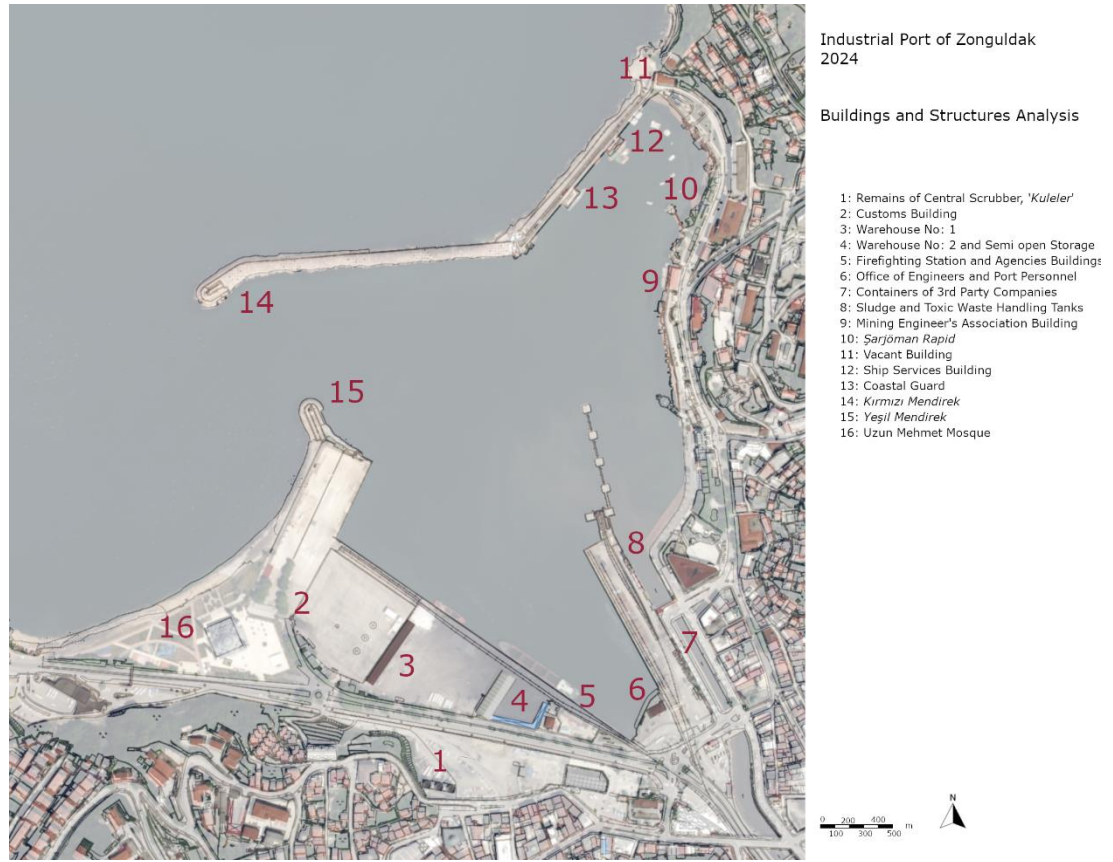 Industrial Port of Zonguldak
2024
Buildings and Structures Analysis
1: Remains of Central Scrubber, 'Kuleler'
2: Customs Building
3: Warehouse No: 1
4: Warehouse No: 2 and Semi open Storage
5: Firefighting Station and Agencies Buildings
6: Office of Engineers and Port Personnel
7: Containers of 3rd Party Companies
8: Sludge and Toxic Waste Handling Tanks
9: Mining Engineer's Association Building
10: Şarjöman Rapid
11: Vacant Building
12: Ship Services Building
13: Coastal Guard
14: Kırmızı Mendirek
15: Yeşil Mendirek
16: Uzun Mehmet Mosque
11
12
10
13
9
14
15
8
2
16
7
3
6
5
4
1
N
0 200 400 m
100 300 500